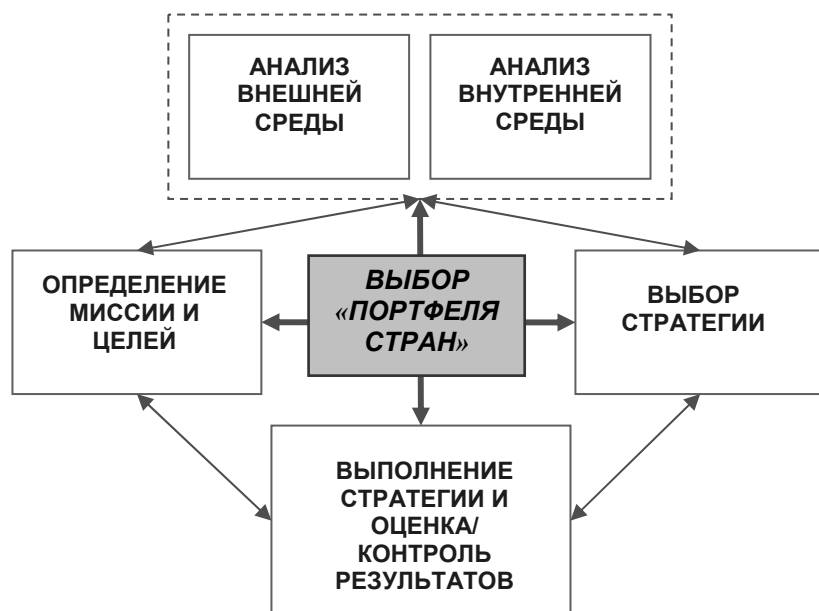 АНАЛИЗ
ВНЕШНЕЙ
СРЕДЫ
АНАЛИЗ
ВНУТРЕННЕЙ
СРЕДЫ
ОПРЕДЕЛЕНИЕ
МИССИИ И
ЦЕЛЕЙ
ВЫБОР
«ПОРТФЕЛЯ
СТРАН»
ВЫБОР
СТРАТЕГИИ
ВЫПОЛНЕНИЕ
СТРАТЕГИИ И
ОЦЕНКА/
КОНТРОЛЬ
РЕЗУЛЬТАТОВ